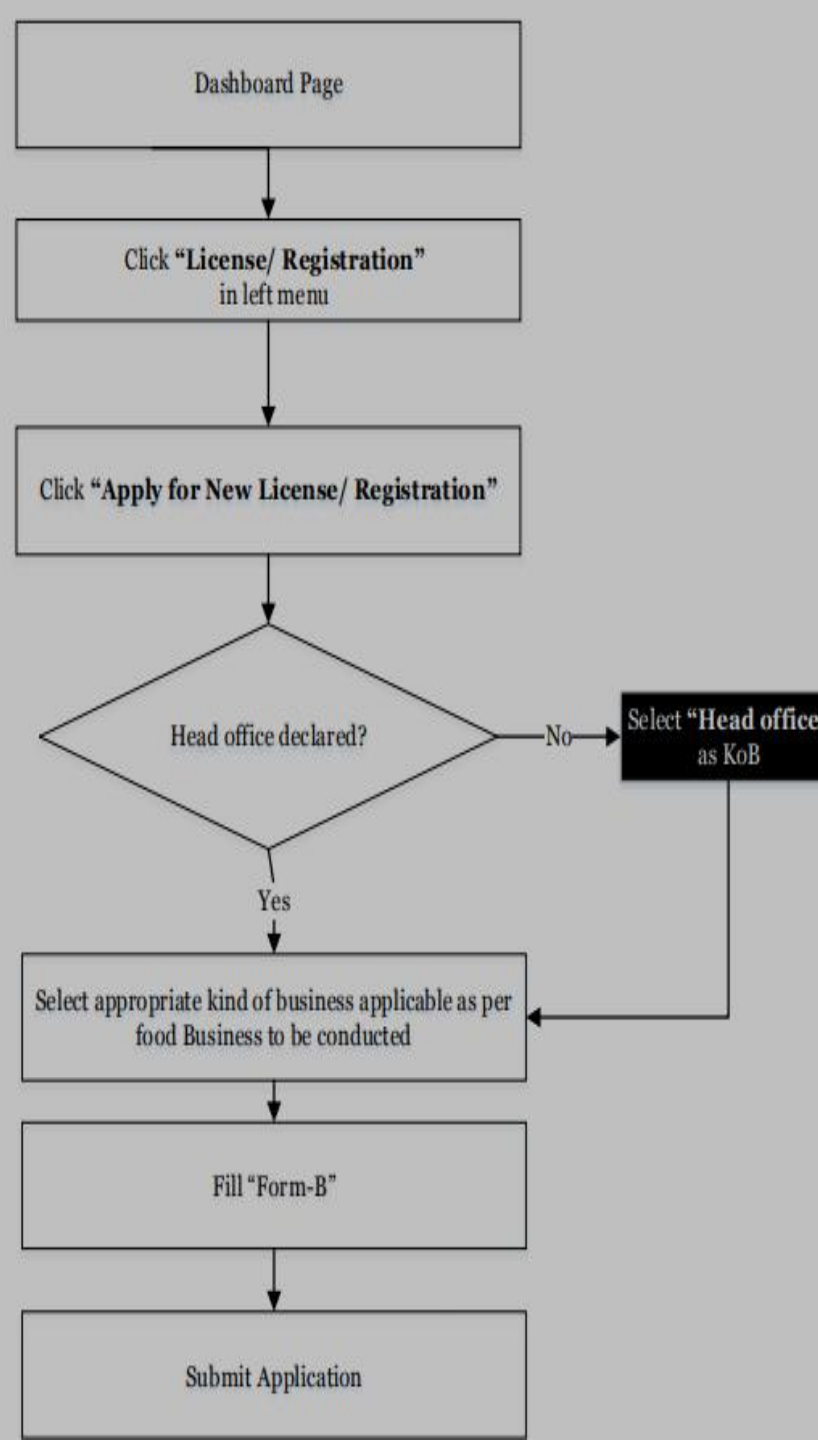 Dashboard Page
Click “License/ Registration”
in left menu
Click “Apply for New License/ Registration”
Head office declared?
No
Select “Head office
as KoB
Yes
Select appropriate kind of business applicable as per
food Business to be conducted
Fill “Form-B”
Submit Application